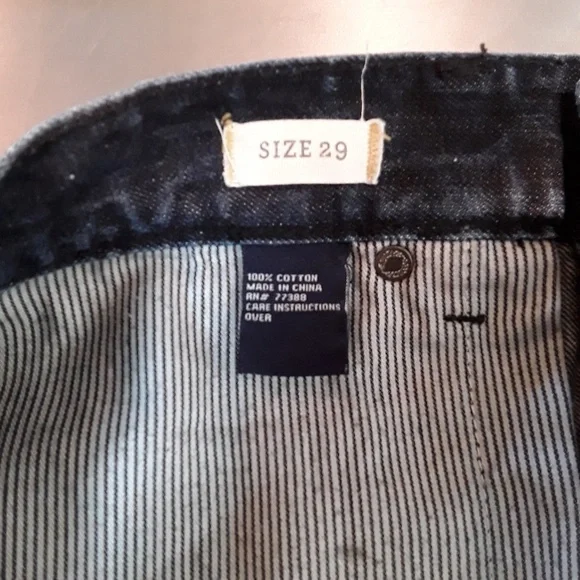 SIZE 29
100% COTTON
MADE IN CHINA
RN# 77388
CARE INSTRUCTIONS
OVER